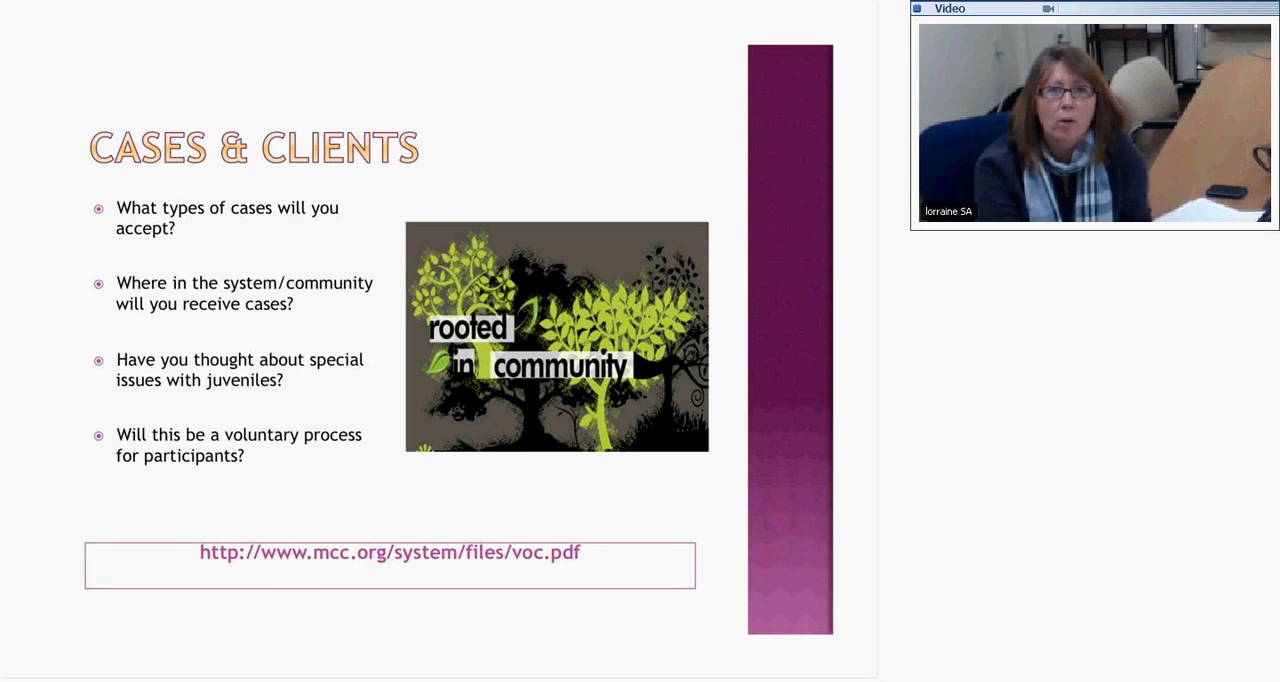 CASES & CLIENTS
What types of cases will you
accept?
Where in the system/community
will you receive cases?
Have you thought about special
issues with juveniles?
Will this be a voluntary process
for participants?
rooted
in community
http://www.mcc.org/system/files/voc.pdf
Video
lorraine SA